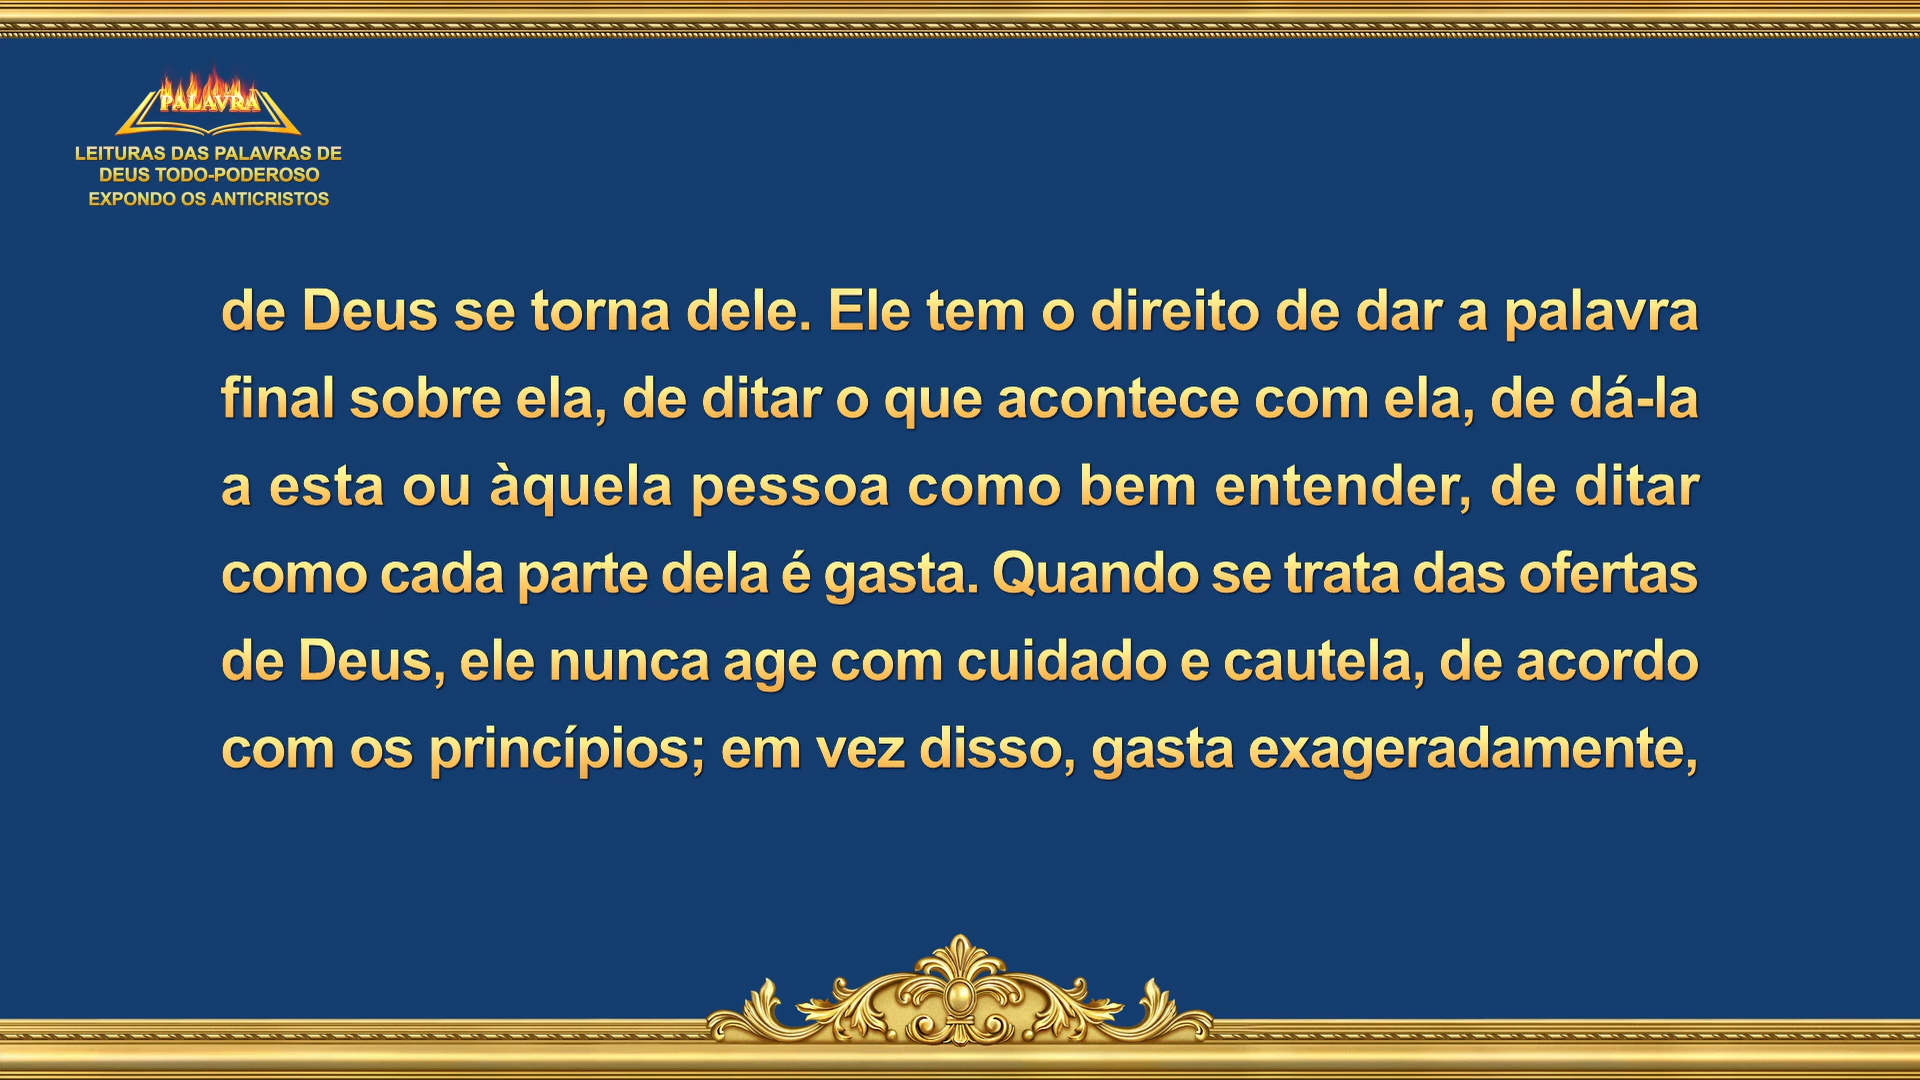 PALAVRA
LEITURAS DAS PALAVRAS DE
DEUS TODO-PODEROSO
EXPONDO OS ANTICRISTOS
de Deus se torna dele. Ele tem o direito de dar a palavra
final sobre ela, de ditar o que acontece com ela, de dá-la
a esta ou àquela pessoa como bem entender, de ditar
como cada parte dela é gasta. Quando se trata das ofertas
de Deus, ele nunca age com cuidado e cautela, de acordo
com os princípios; em vez disso, gasta exageradamente,